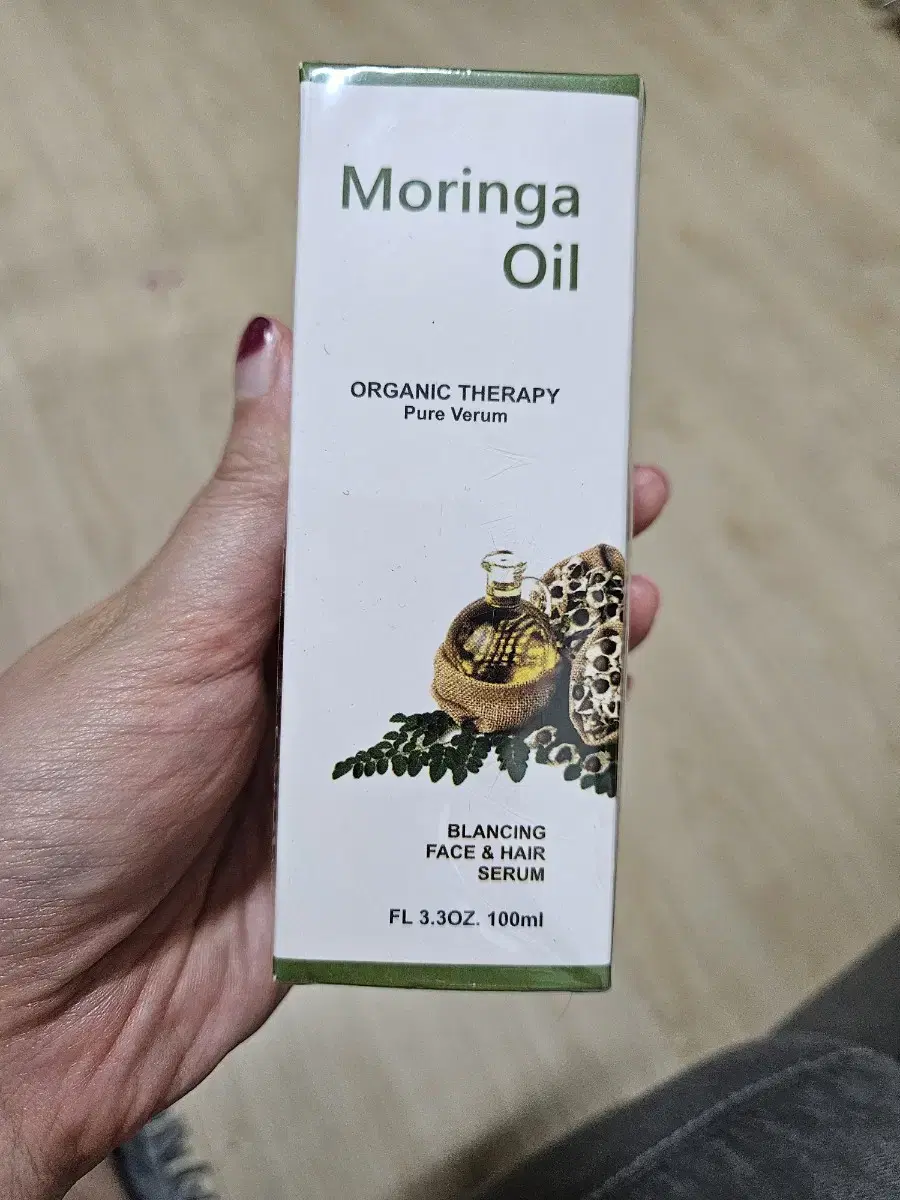 Moringa
Oil
ORGANIC THERAPY
Pure Verum
BLANCING
FACE & HAIR
SERUM
FL 3.3OZ. 100ml